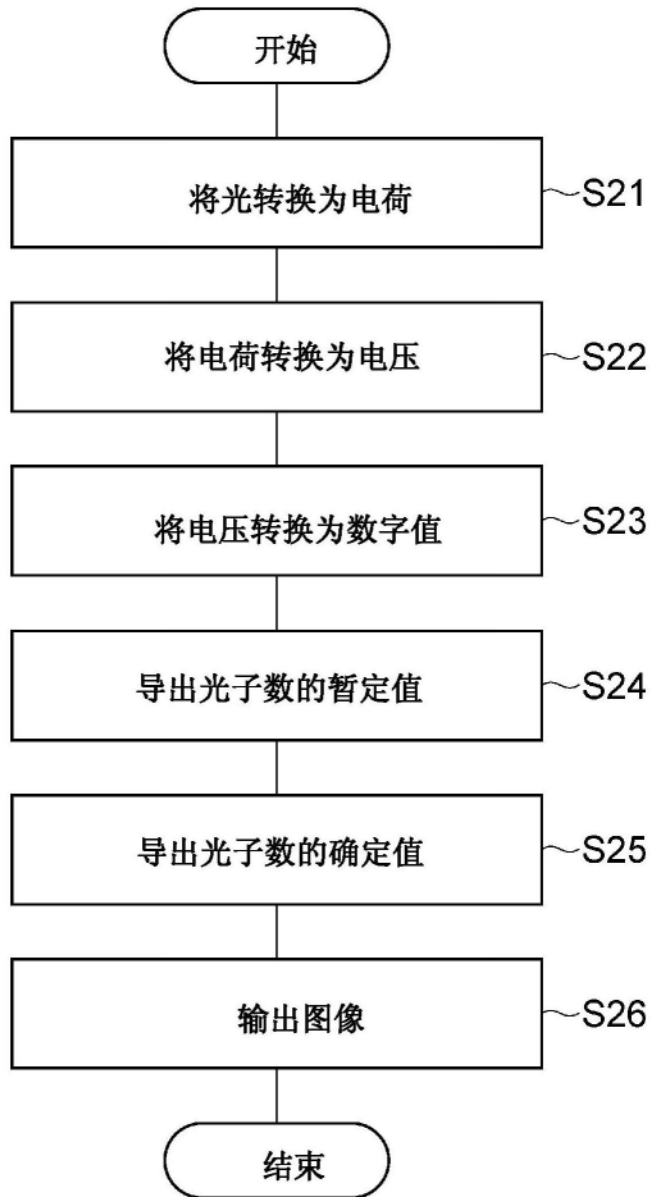 开始
将光转换为电荷
S21
将电荷转换为电压
S22
将电压转换为数字值
S23
导出光子数的暂定值
S24
导出光子数的确定值
S25
输出图像
S26
结束